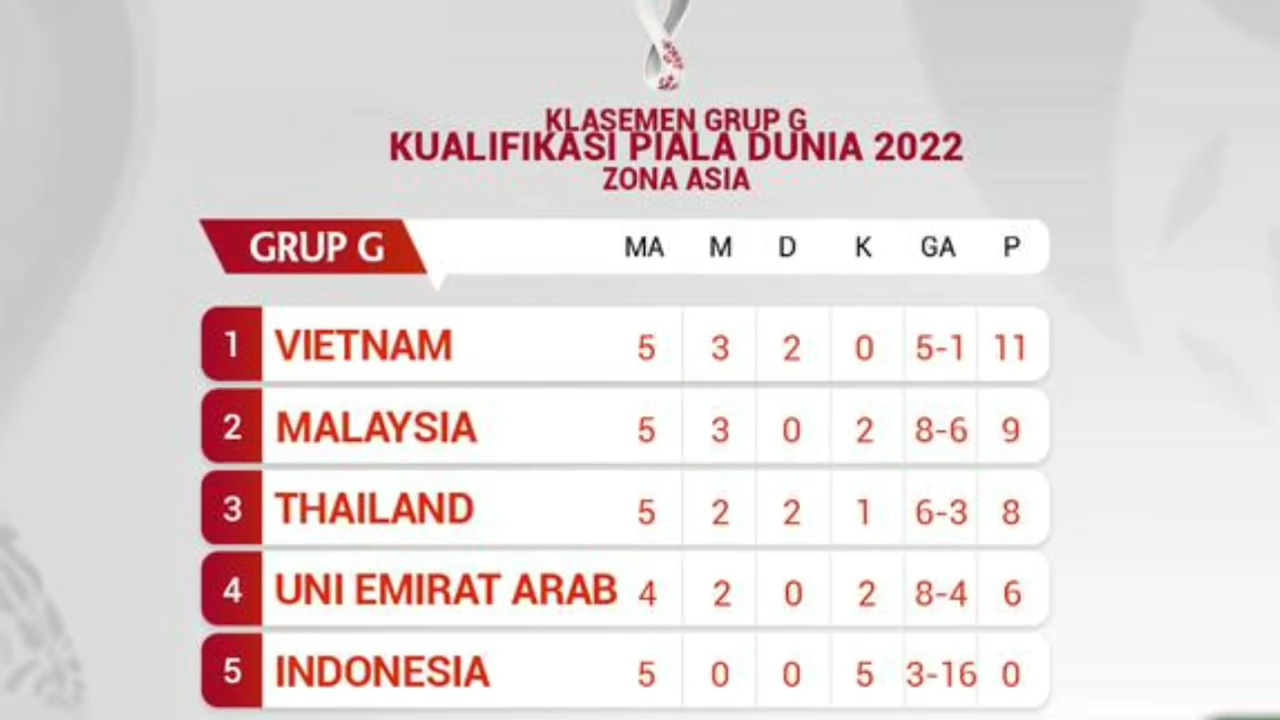 KLASEMEN GRUP G
KUALIFIKASI PIALA DUNIA 2022
ZONA ASIA
GRUP G MA M D K GA P
1 VIETNAM 5 3 2 0 5-1 11
2 MALAYSIA 5 3 0 2 8-6 9
3 THAILAND 5 2 2 1 6-3 8
4 UNI EMIRAT ARAB 4 2 0 2 8-4 6
5 INDONESIA 5 0 0 5 3-16 0